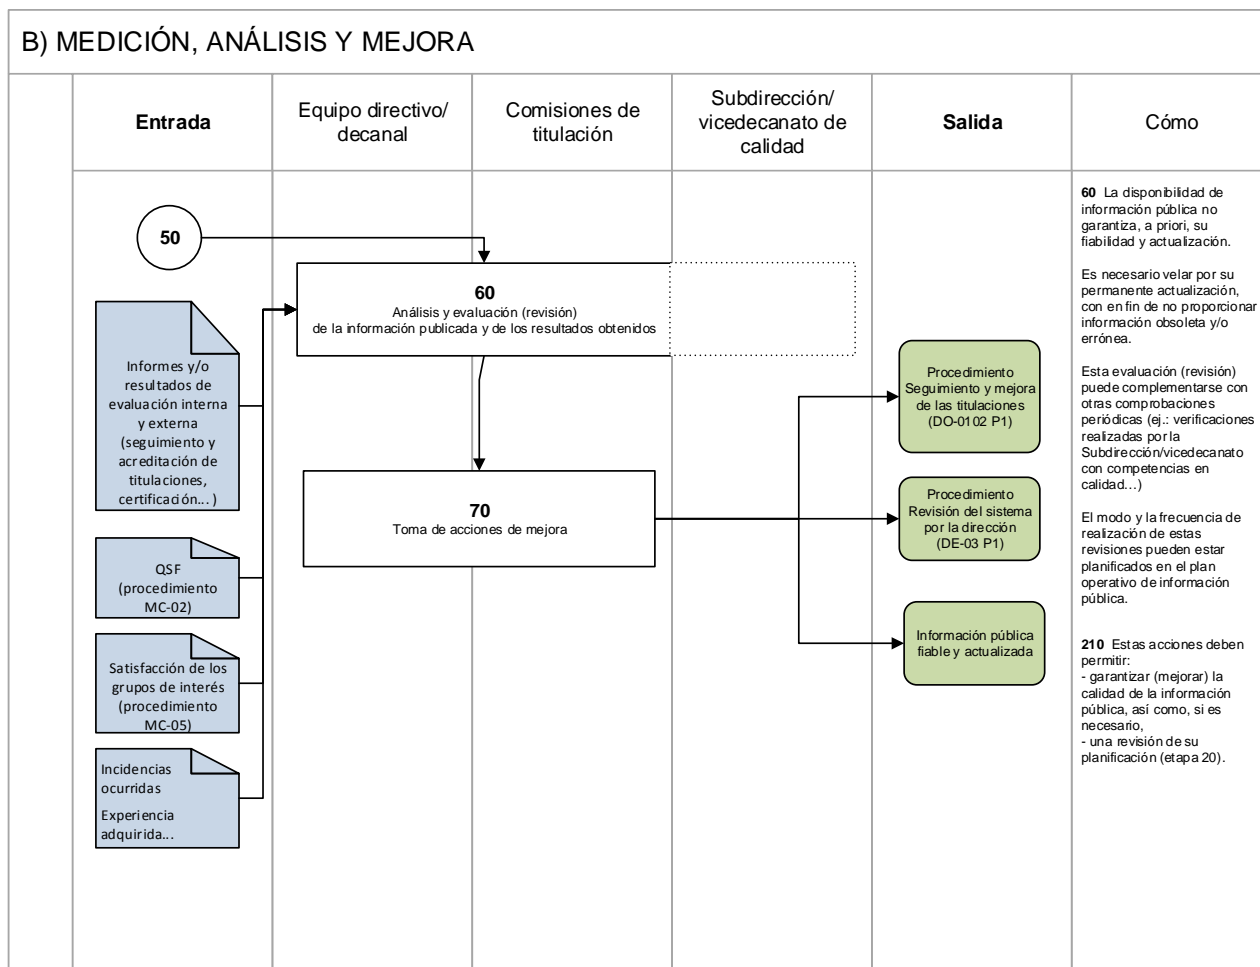 B) MEDICIÓN, ANÁLISIS Y MEJORA
Entrada
Equipo directivo/
decanal
Comisiones de
titulación
Subdirección/
vicedecanato de
calidad
Salida
Cómo
50
60
Análisis y evaluación (revisión)
de la información publicada y de los resultados obtenidos
Informes y/o
resultados de
evaluación interna
y externa
(seguimiento y
acreditación de
titulaciones,
certificación... )
QSF
(procedimiento
MC-02)
Satisfacción de los
grupos de interés
(procedimiento
MC-05)
Incidencias
ocurridas
Experiencia
adquirida...
70
Toma de acciones de mejora
Procedimiento
Seguimiento y mejora
de las titulaciones
(DO-0102 P1)
Procedimiento
Revisión del sistema
por la dirección
(DE-03 P1)
Información pública
fiable y actualizada
60 La disponibilidad de
información pública no
garantiza, a priori, su
fiabilidad y actualización.
Es necesario velar por su
permanente actualización,
con en fin de no proporcionar
información obsoleta y/o
errónea.
Esta evaluación (revisión)
puede complementarse con
otras comprobaciones
periódicas (ej.: verificaciones
realizadas por la
Subdirección/vicedecanato
con competencias en
calidad…)
El modo y la frecuencia de
realización de estas
revisiones pueden estar
planificados en el plan
operativo de información
pública.
210 Estas acciones deben
permitir:
- garantizar (mejorar) la
calidad de la información
pública, así como, si es
necesario,
- una revisión de su
planificación (etapa 20).